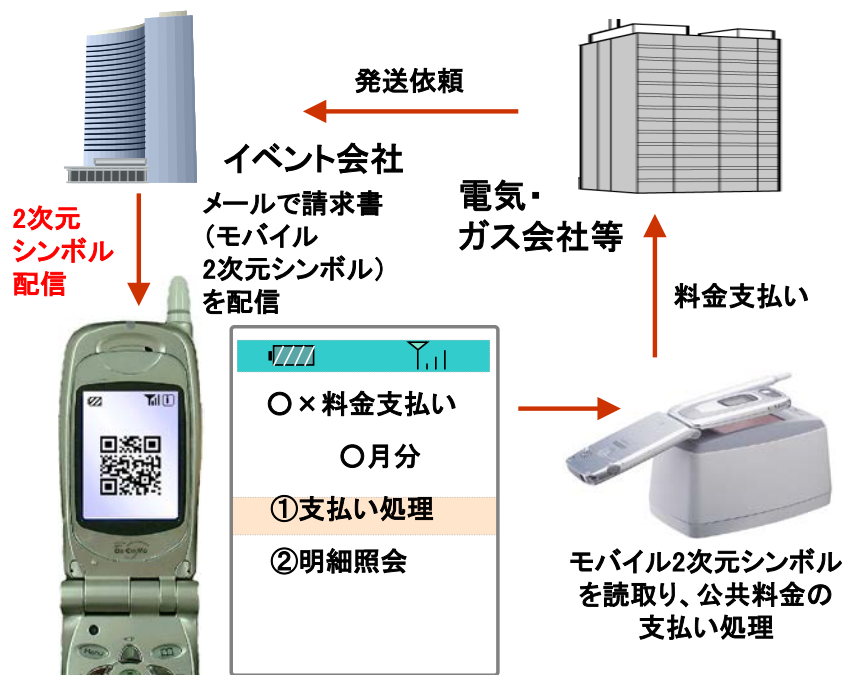 発送依頼
イベント会社
2次元
シンボル
配信
メールで請求書
（モバイル
2次元シンボル）
を配信
電気・
ガス会社等
料金支払い
〇×料金支払い
〇月分
①支払い処理
②明細照会
Menu
モバイル2次元シンボル
を読取り、公共料金の
支払い処理